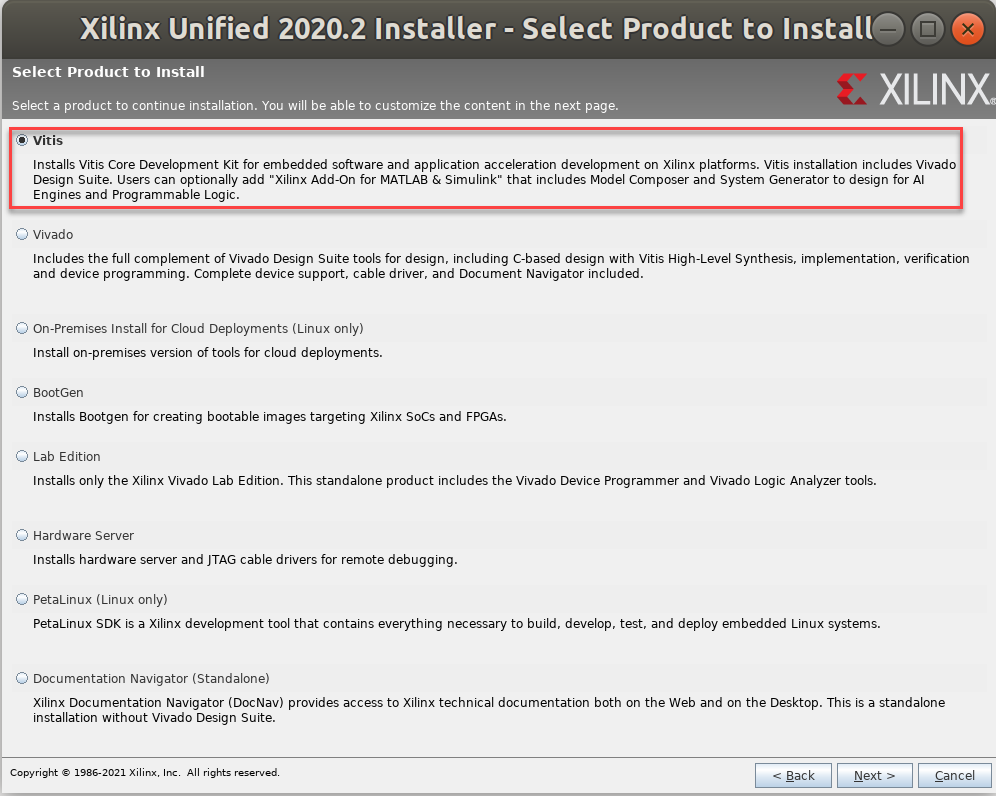 Xilinx Unified 2020.2 Installer - Select Product to Install
Select Product to Install
Select a product to continue installation. You will be able to customize the content in the next page.
XILINX®
Vitis
Installs Vitis Core Development Kit for embedded software and application acceleration development on Xilinx platforms. Vitis installation includes Vivado
Design Suite. Users can optionally add "Xilinx Add-On for MATLAB & Simulink" that includes Model Composer and System Generator to design for AI
Engines and Programmable Logic.
Vivado
Includes the full complement of Vivado Design Suite tools for design, including C-based design with Vitis High-Level Synthesis, implementation, verification
and device programming. Complete device support, cable driver, and Document Navigator included.
On-Premises Install for Cloud Deployments (Linux only)
Install on-premises version of tools for cloud deployments.
BootGen
Installs Bootgen for creating bootable images targeting Xilinx SoCs and FPGAs.
Lab Edition
Installs only the Xilinx Vivado Lab Edition. This standalone product includes the Vivado Device Programmer and Vivado Logic Analyzer tools.
Hardware Server
Installs hardware server and JTAG cable drivers for remote debugging.
PetaLinux (Linux only)
PetaLinux SDK is a Xilinx development tool that contains everything necessary to build, develop, test, and deploy embedded Linux systems.
Documentation Navigator (Standalone)
Xilinx Documentation Navigator (DocNav) provides access to Xilinx technical documentation both on the Web and on the Desktop. This is a standalone
installation without Vivado Design Suite.
Copyright © 1986-2021 Xilinx, Inc. All rights reserved.
< Back
Next >
Cancel